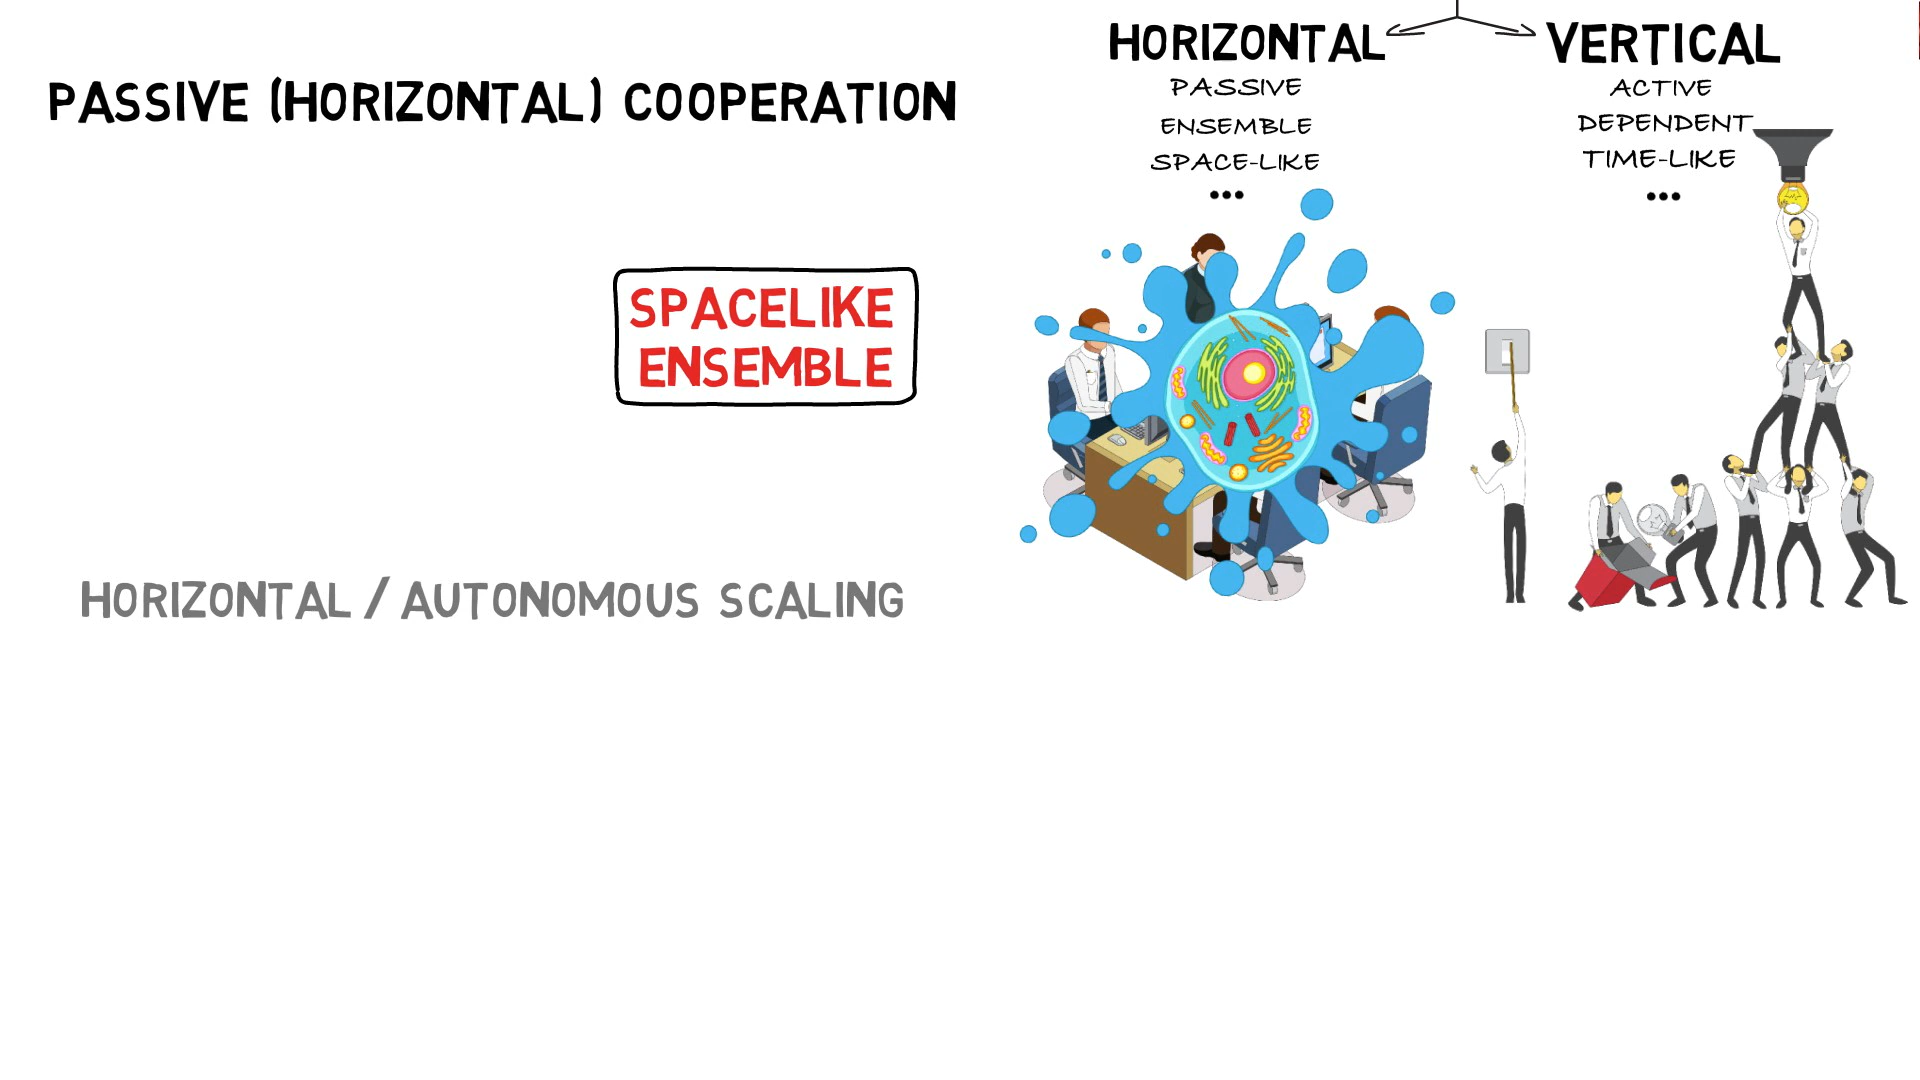 PASSIVE (HORIZONTAL) COOPERATION
SPACELIKE
ENSEMBLE
HORIZONTAL / AUTONOMOUS SCALING
HORIZONTAL
PASSIVE
ENSEMBLE
SPACE-LIKE
...
VERTICAL
ACTIVE
DEPENDENT
TIME-LIKE
...